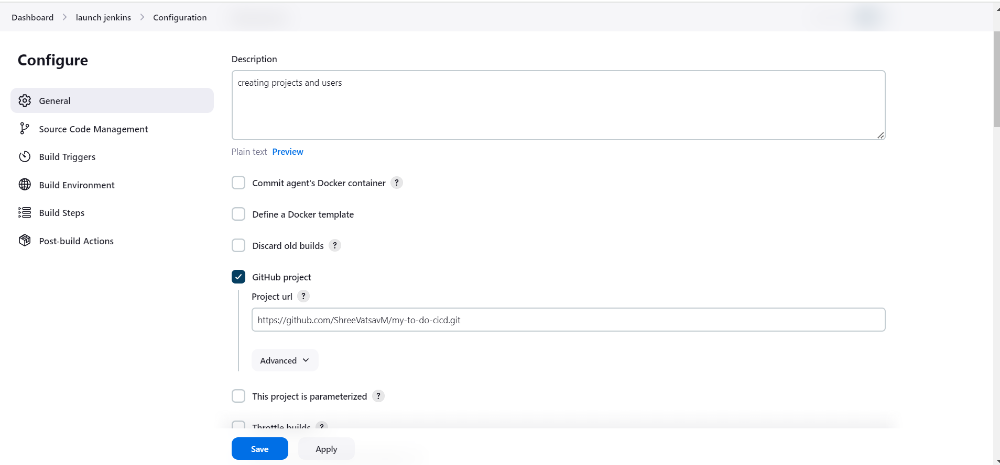 Dashboard > launch jenkins > Configuration
Configure
General
Source Code Management
Build Triggers
Build Environment
Build Steps
Post-build Actions
Description
creating projects and users
Plain text Preview
Commit agent's Docker container ?
Define a Docker template
Discard old builds ?
GitHub project
Project url ?
https://github.com/ShreeVatsavM/my-to-do-cicd.git
Advanced
This project is parameterized ?
Throttle builds ?
Save Apply